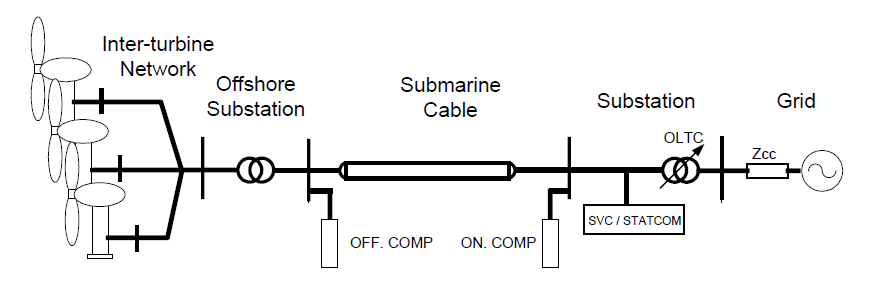 Inter-turbine
Network
Offshore
Substation
Submarine
Cable
Substation
Grid
OLTC
Zcc
SVC / STATCOM
OFF. COMP
ON. COMP